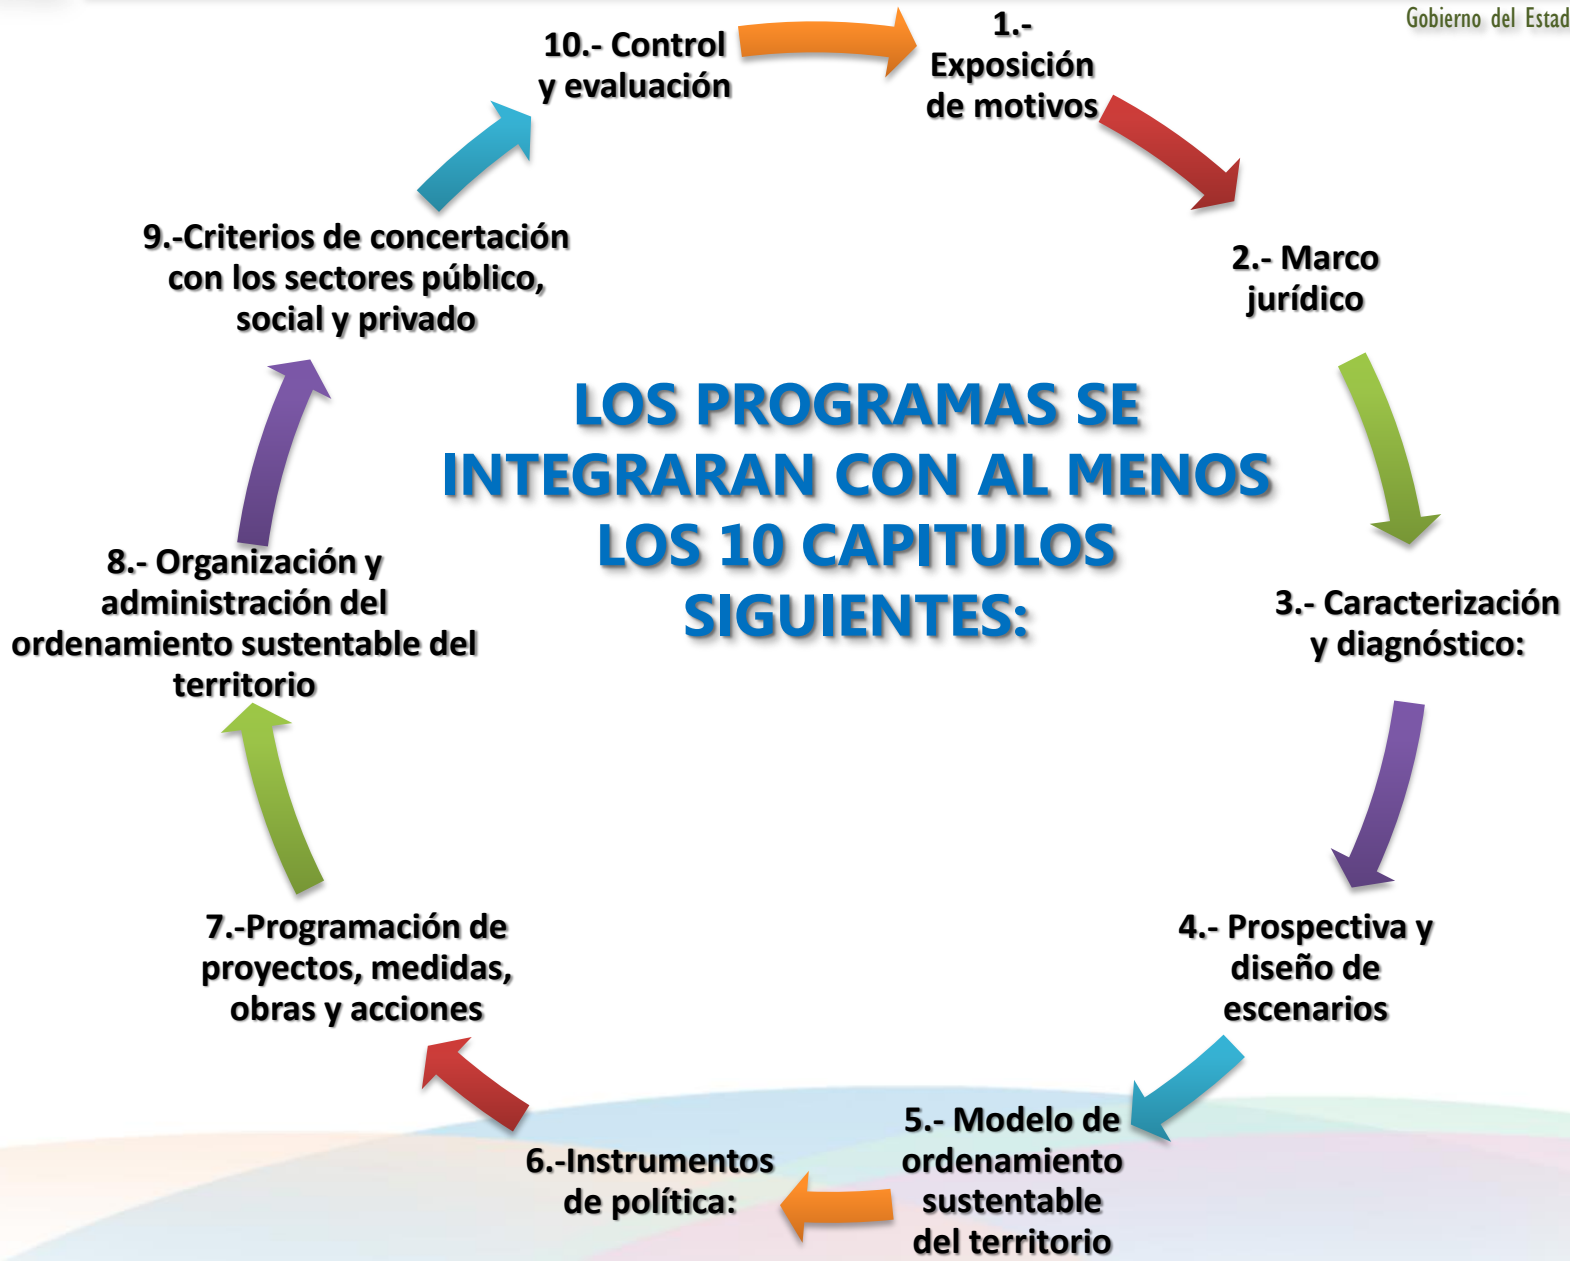 Gobierno del Estad
1.-
Exposición
de motivos
2.- Marco
jurídico
3.- Caracterización
y diagnóstico:
4.- Prospectiva y
diseño de
escenarios
5.- Modelo de
ordenamiento
sustentable
del territorio
6.-Instrumentos
de política:
7.-Programación de
proyectos, medidas,
obras y acciones
8.- Organización y
administración del
ordenamiento sustentable del
territorio
9.-Criterios de concertación
con los sectores público,
social y privado
10.- Control
y evaluación
LOS PROGRAMAS SE
INTEGRARAN CON AL MENOS
LOS 10 CAPITULOS
SIGUIENTES: